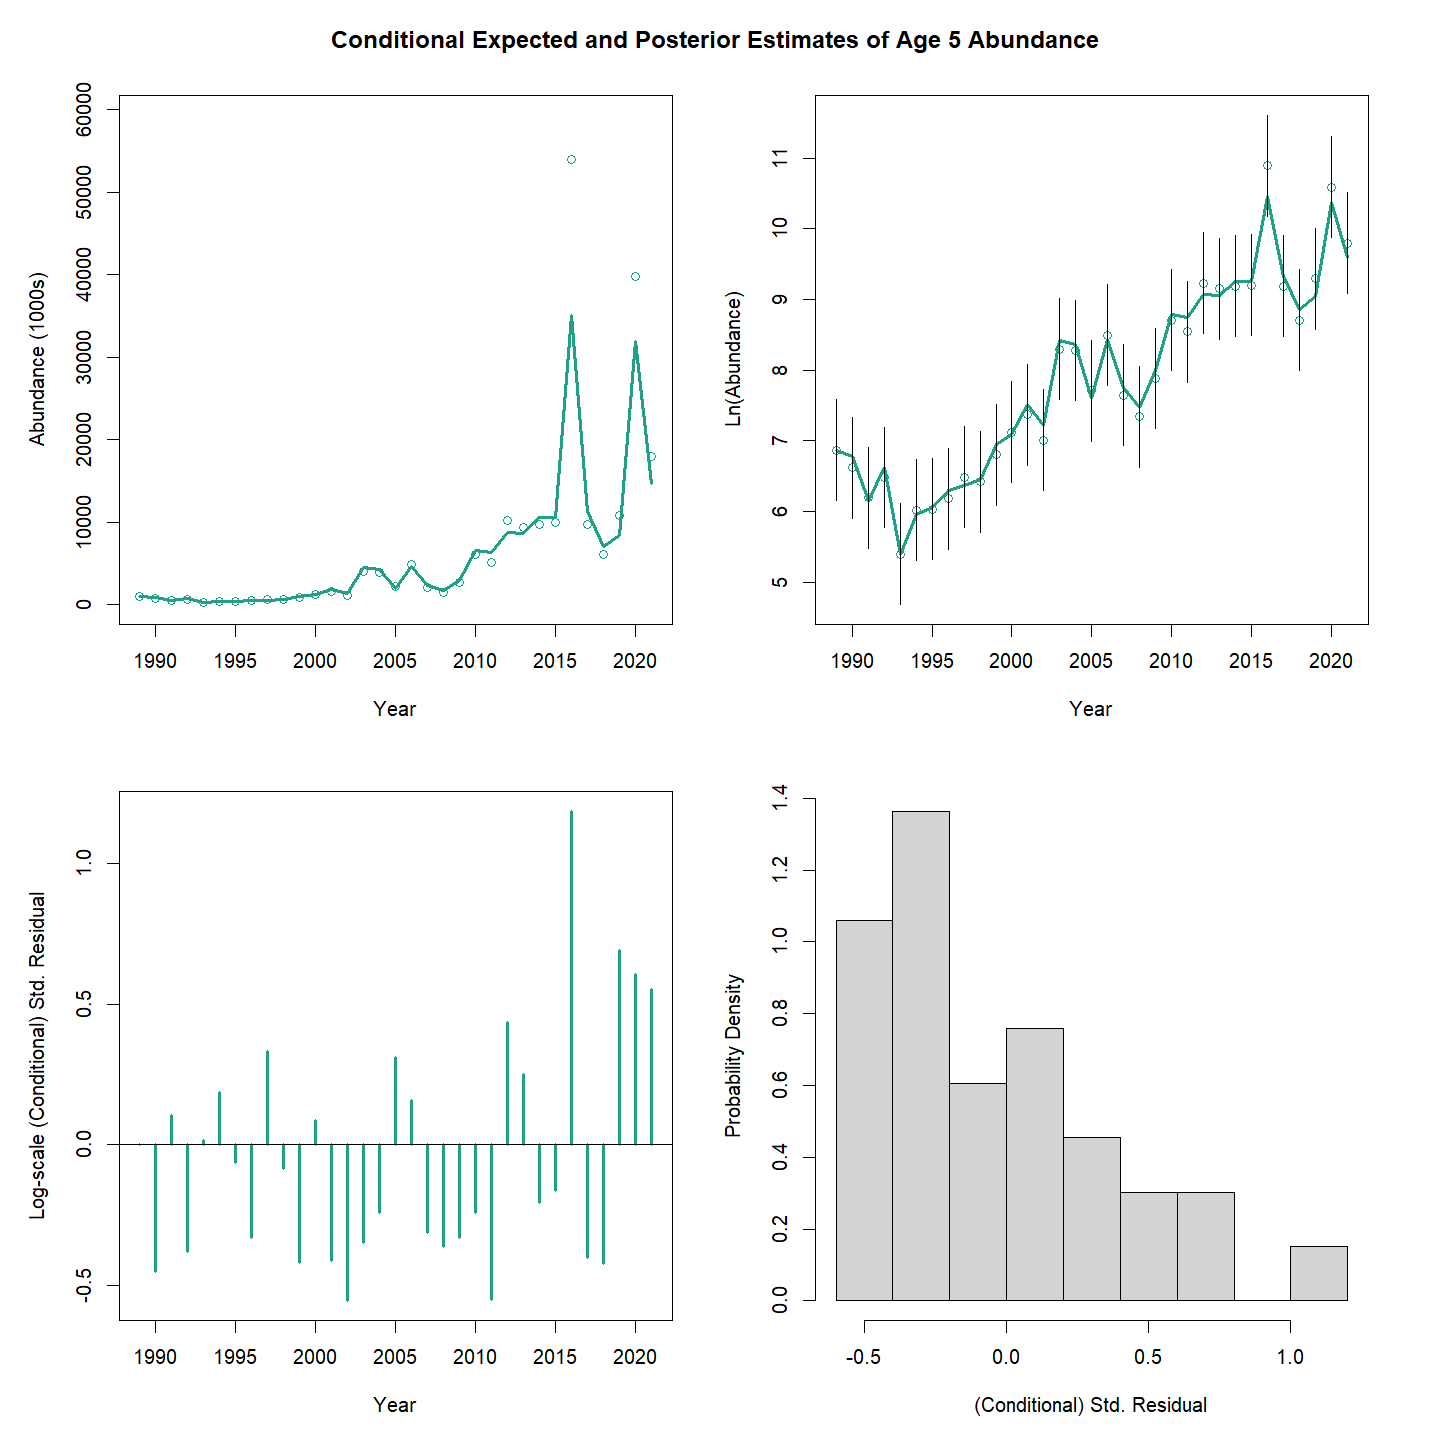 Conditional Expected and Posterior Estimates of Age 5 Abundance
Abundance (1000s)
60000
50000
40000
30000
20000
10000
0
1990 1995 2000 2005 2010 2015 2020
Year
Ln(Abundance)
11
10
9
8
7
6
5
1990 1995 2000 2005 2010 2015 2020
Year
Log-scale (Conditional) Std. Residual
1.0
0.5
0.0
-0.5
1990 1995 2000 2005 2010 2015 2020
Year
Probability Density
1.4
1.2
1.0
0.8
0.6
0.4
0.2
0.0
-0.5 0.0 0.5 1.0
(Conditional) Std. Residual